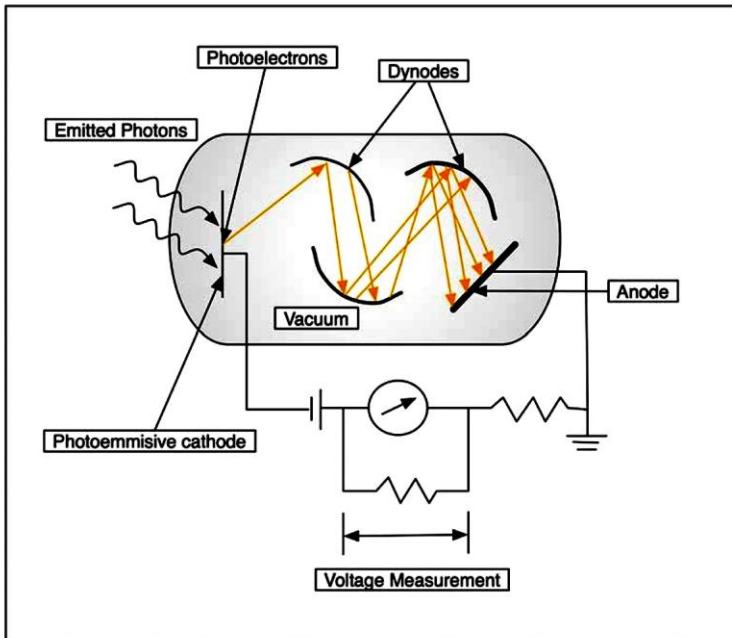 Photoelectrons
Dynodes
Emitted Photons
Vacuum
Anode
Photoemmisive cathode
Voltage Measurement